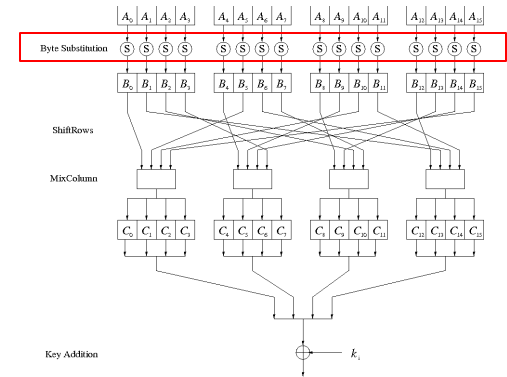 A₀ A₁ A₂ A₃ A₄ A₅ A₆ A₇ A₈ A₉ A₁₀ A₁₁ A₁₂ A₁₃ A₁₄ A₁₅
Byte Substitution S S S S S S S S S S S S S S S S
B₀ B₁ B₂ B₃ B₄ B₅ B₆ B₇ B₈ B₉ B₁₀ B₁₁ B₁₂ B₁₃ B₁₄ B₁₅
ShiftRows
MixColumn
C₀ C₁ C₂ C₃ C₄ C₅ C₆ C₇ C₈ C₉ C₁₀ C₁₁ C₁₂ C₁₃ C₁₄ C₁₅
Key Addition kᵢ